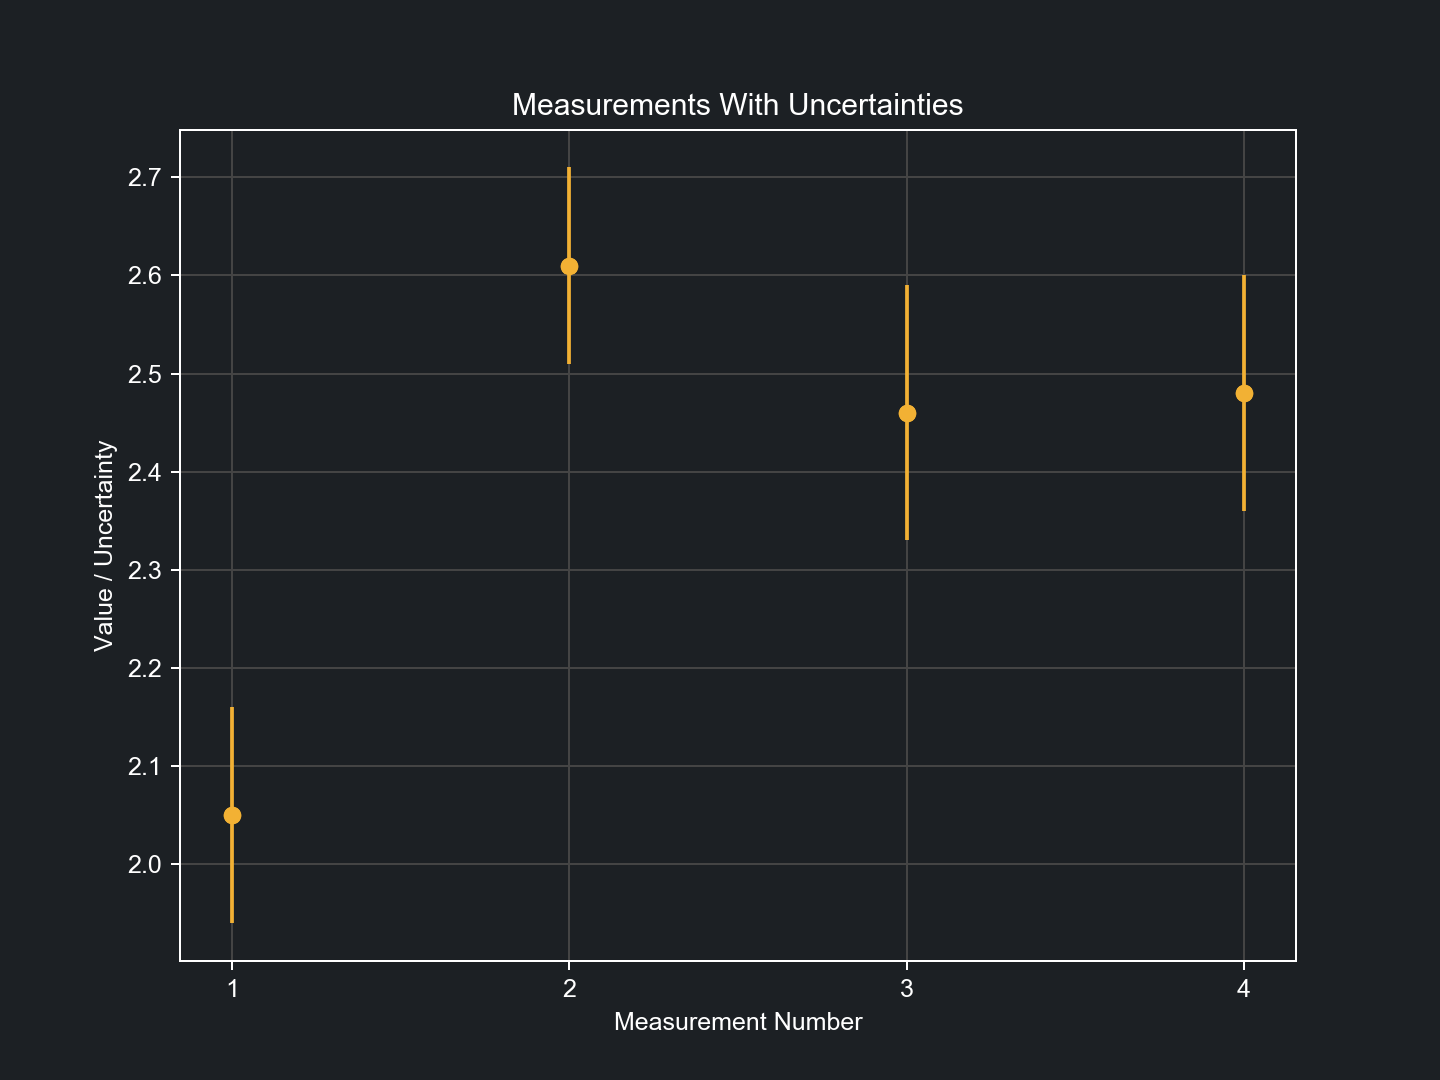 Measurements With Uncertainties
Value / Uncertainty
2.7
2.6
2.5
2.4
2.3
2.2
2.1
2.0
1 2 3 4
Measurement Number